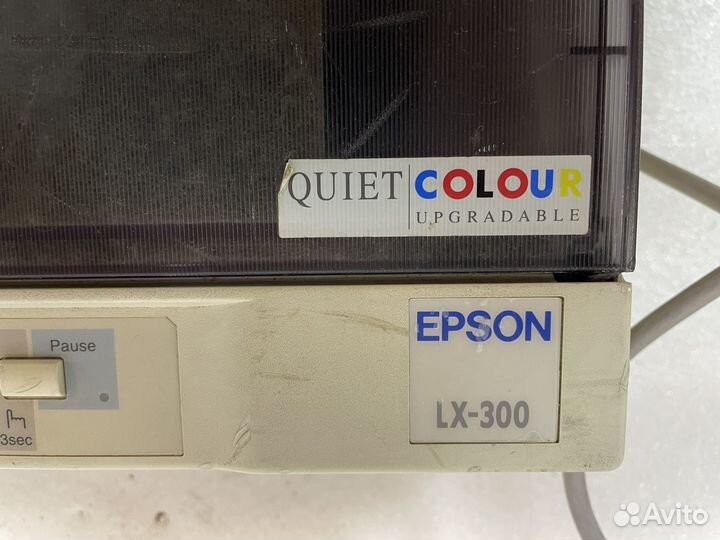 QUIET COLOUR
UPGRADABLE
EPSON
LX-300
Pause
3sec
Avito